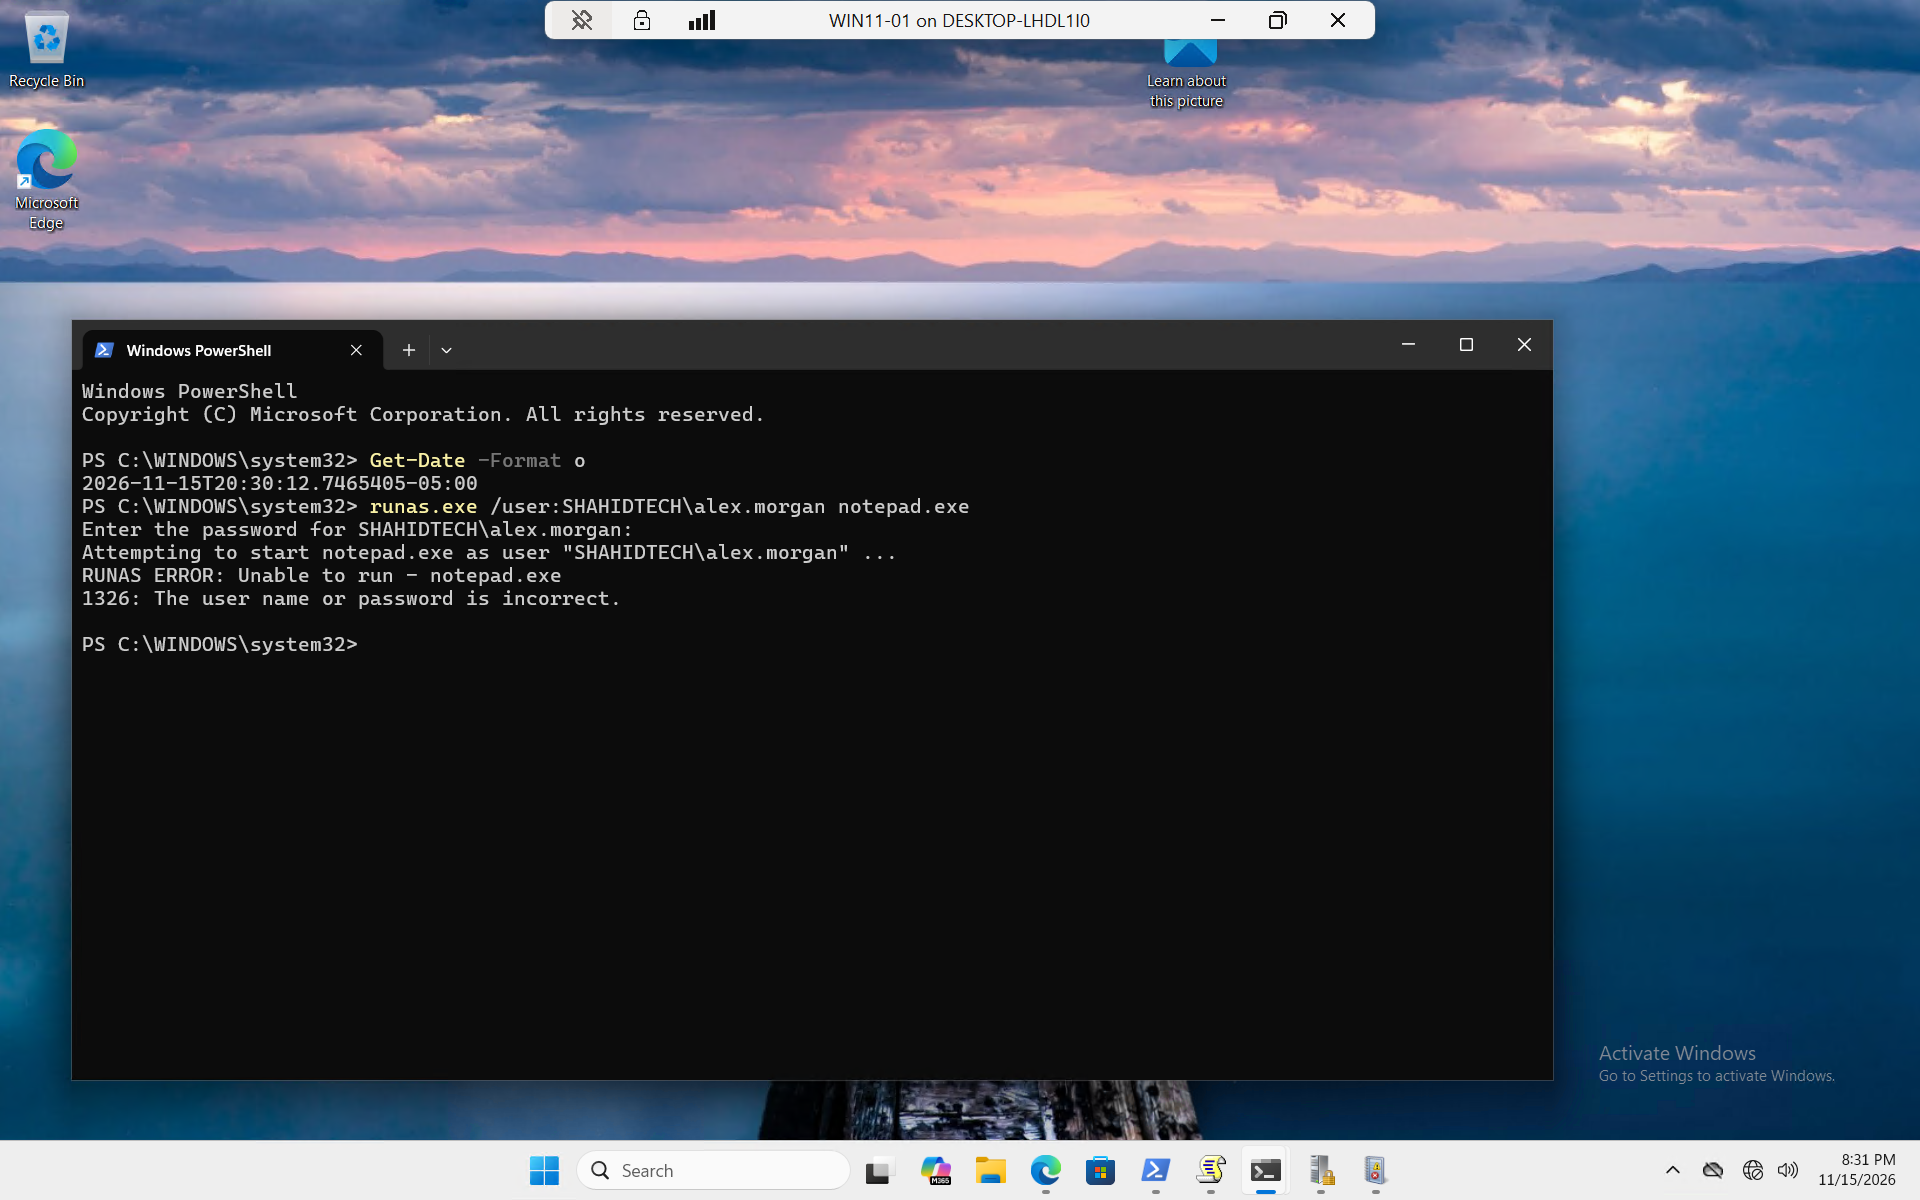 WIN11-01 on DESKTOP-LHDL1I0
Recycle Bin
Learn about
this picture
Microsoft
Edge
Windows PowerShell
Windows PowerShell
Copyright (C) Microsoft Corporation. All rights reserved.
PS C:\WINDOWS\system32> Get-Date -Format o
2026-11-15T20:30:12.7465405-05:00
PS C:\WINDOWS\system32> runas.exe /user:SHAHIDTECH\alex.morgan notepad.exe
Enter the password for SHAHIDTECH\alex.morgan:
Attempting to start notepad.exe as user "SHAHIDTECH\alex.morgan" ...
RUNAS ERROR: Unable to run - notepad.exe
1326: The user name or password is incorrect.
PS C:\WINDOWS\system32>
Activate Windows
Go to Settings to activate Windows.
Search
M365
8:31 PM
11/15/2026